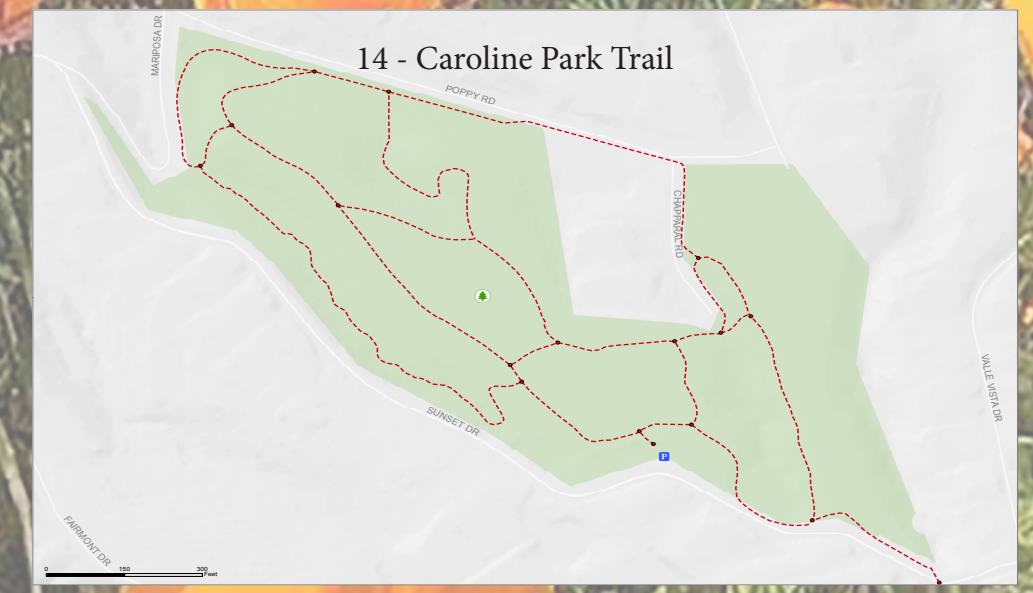 14 - Caroline Park Trail
MARIPOSA DR
POPPY RD
CHAPPARAL RD
VALLE VISTA DR
SUNSET DR
P
FAIRMONT DR
0 150 300
Feet